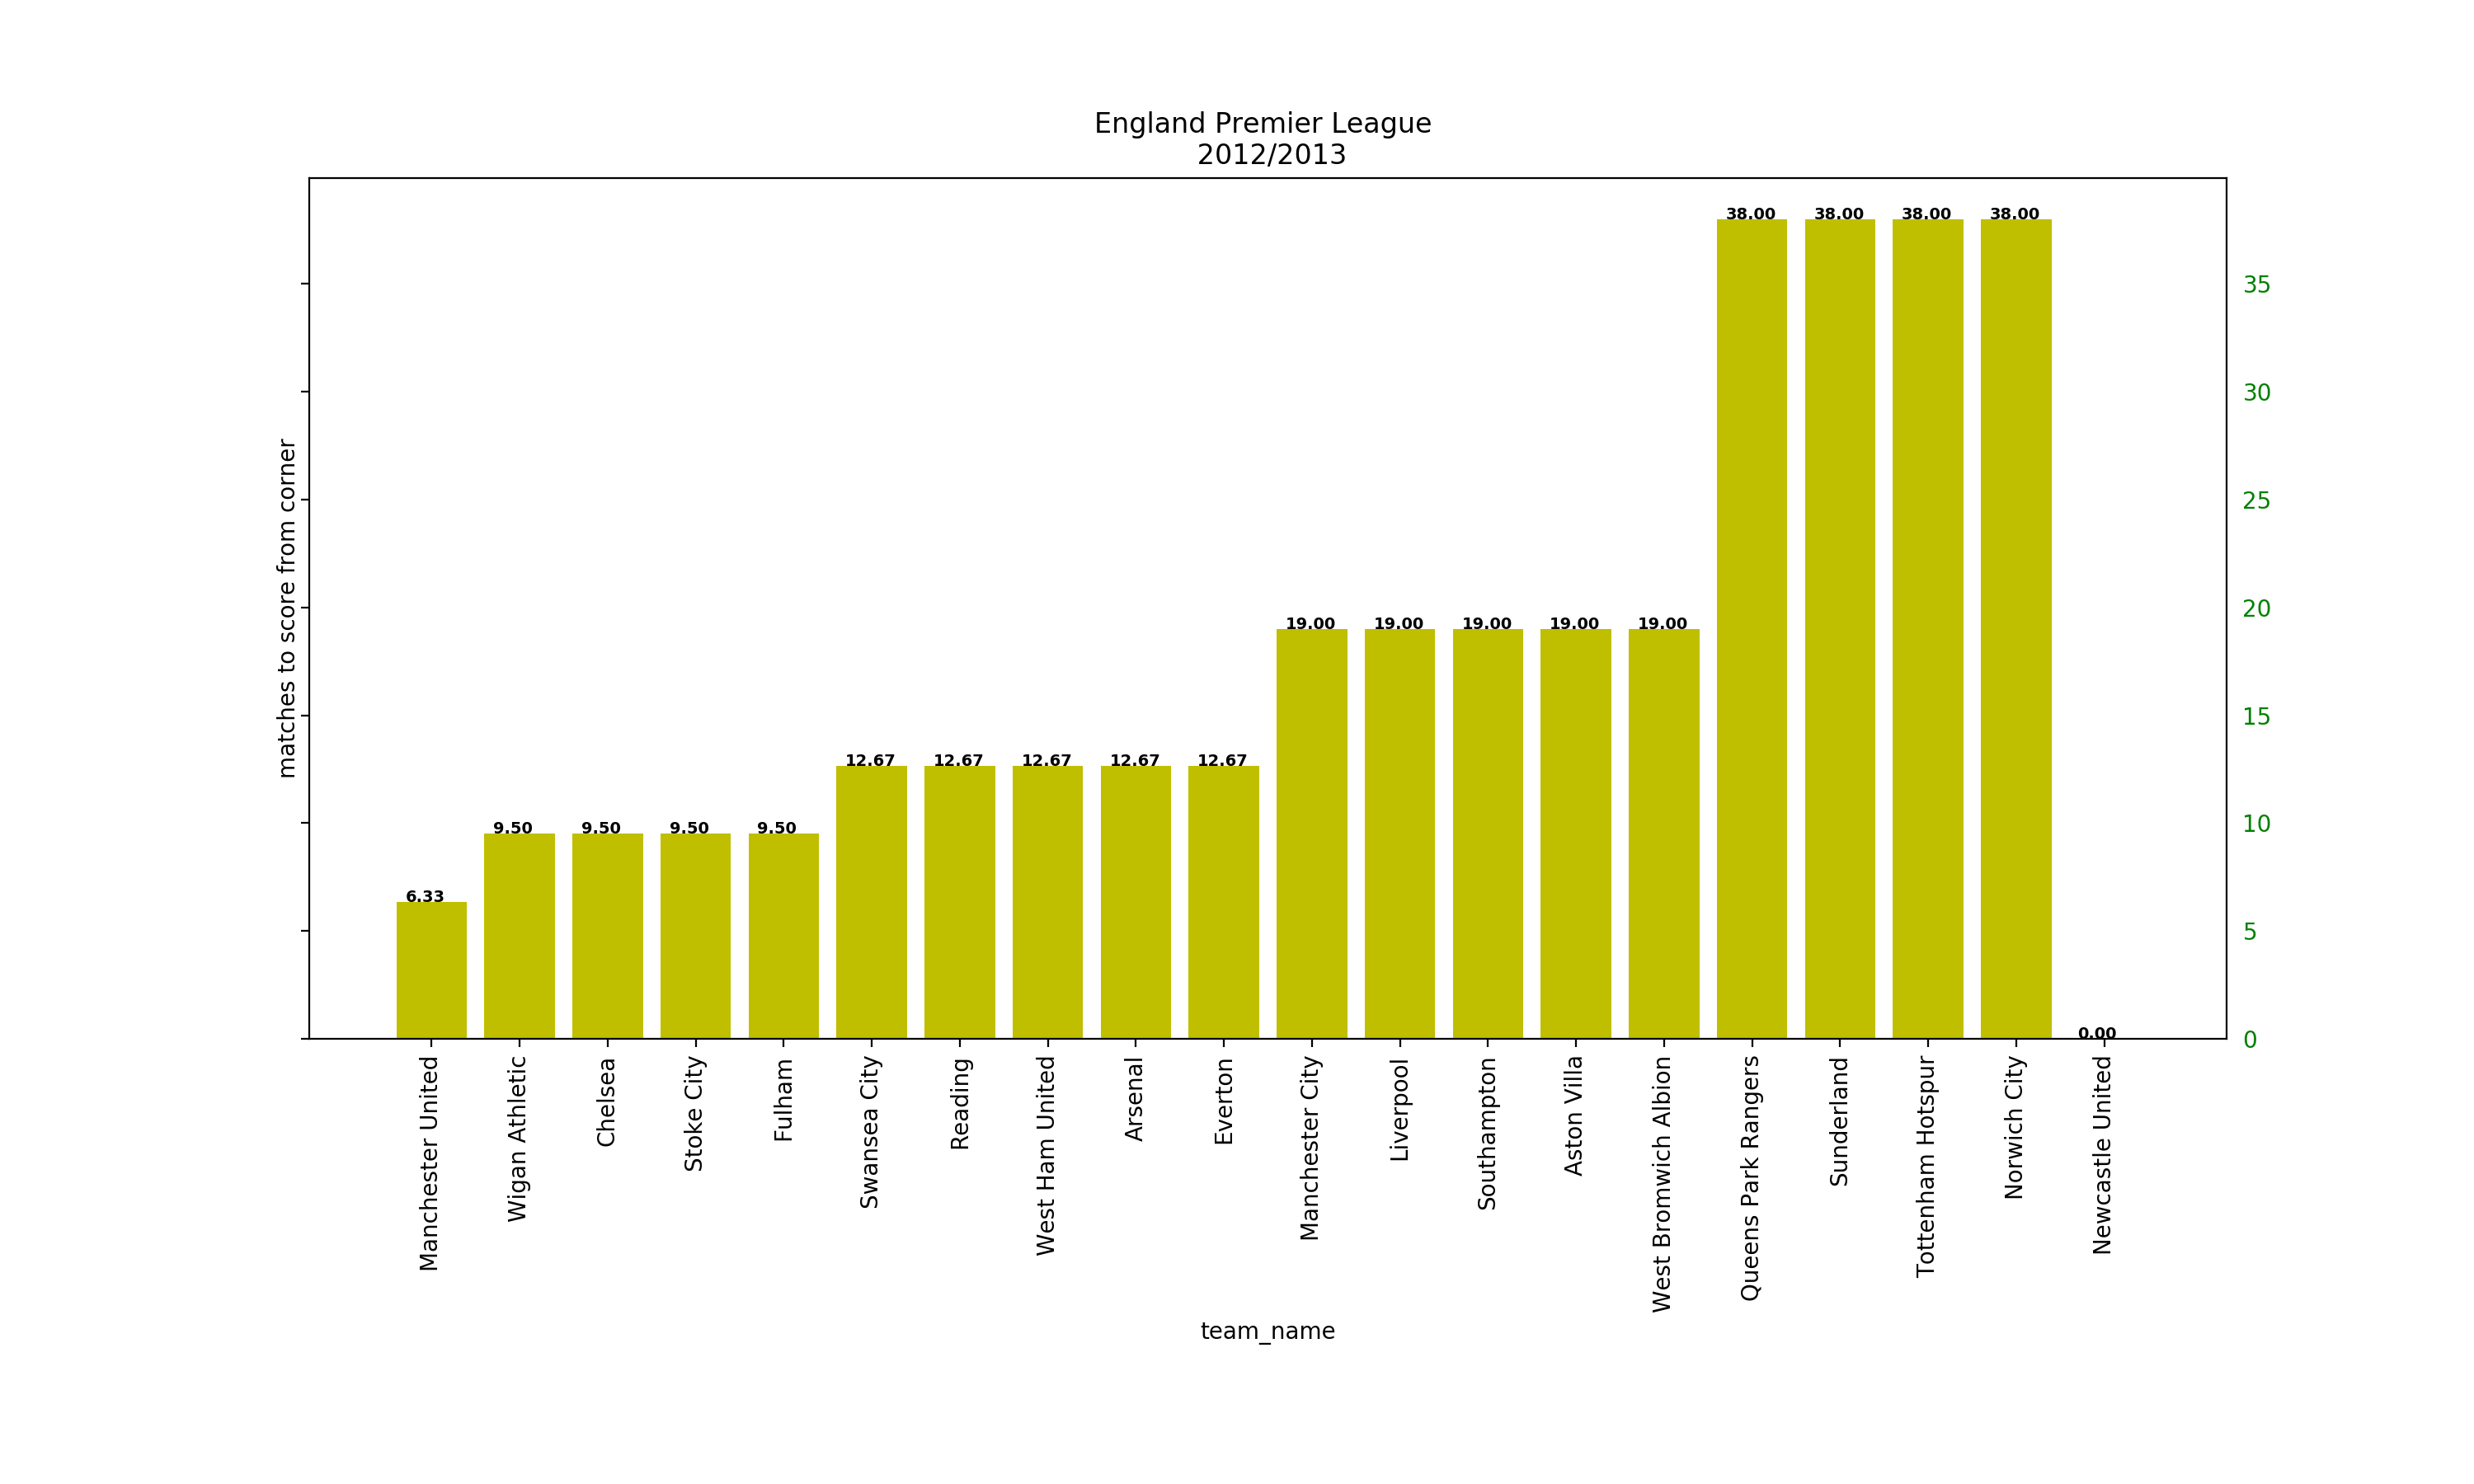 England Premier League
2012/2013
matches to score from corner
38.00 38.00 38.00 38.00
19.00 19.00 19.00 19.00 19.00
12.67 12.67 12.67 12.67 12.67
9.50 9.50 9.50 9.50
6.33
0.00
35
30
25
20
15
10
5
0
Manchester United
Wigan Athletic
Chelsea
Stoke City
Fulham
Swansea City
Reading
West Ham United
Arsenal
Everton
Manchester City
Liverpool
Southampton
Aston Villa
West Bromwich Albion
Queens Park Rangers
Sunderland
Tottenham Hotspur
Norwich City
Newcastle United
team_name